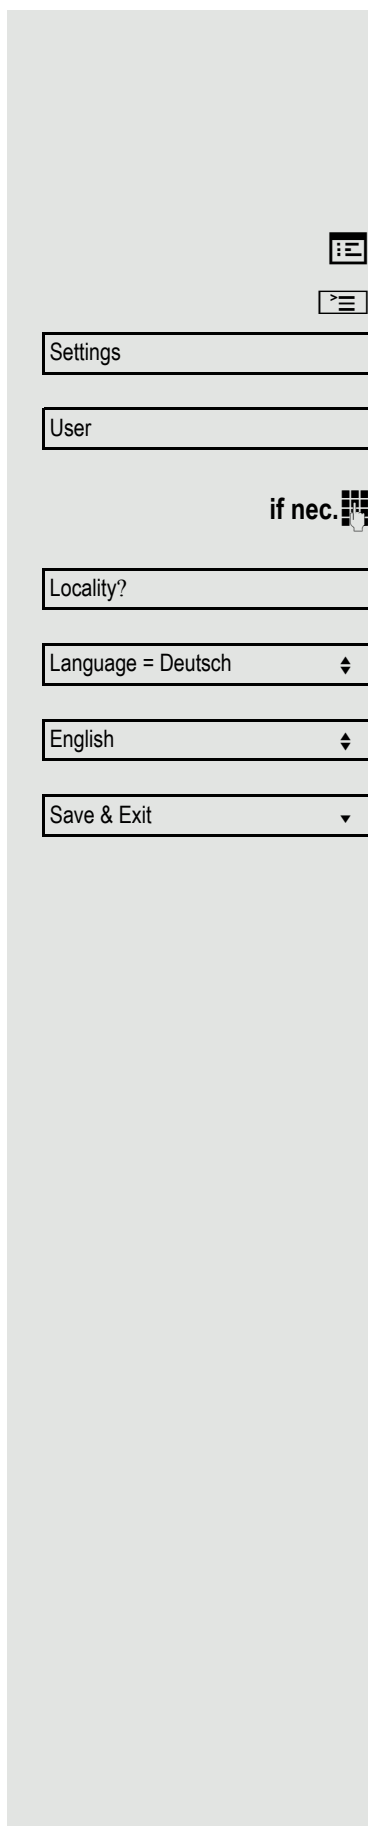 Settings
User
if nec.
Locality?
Language = Deutsch
English
Save & Exit